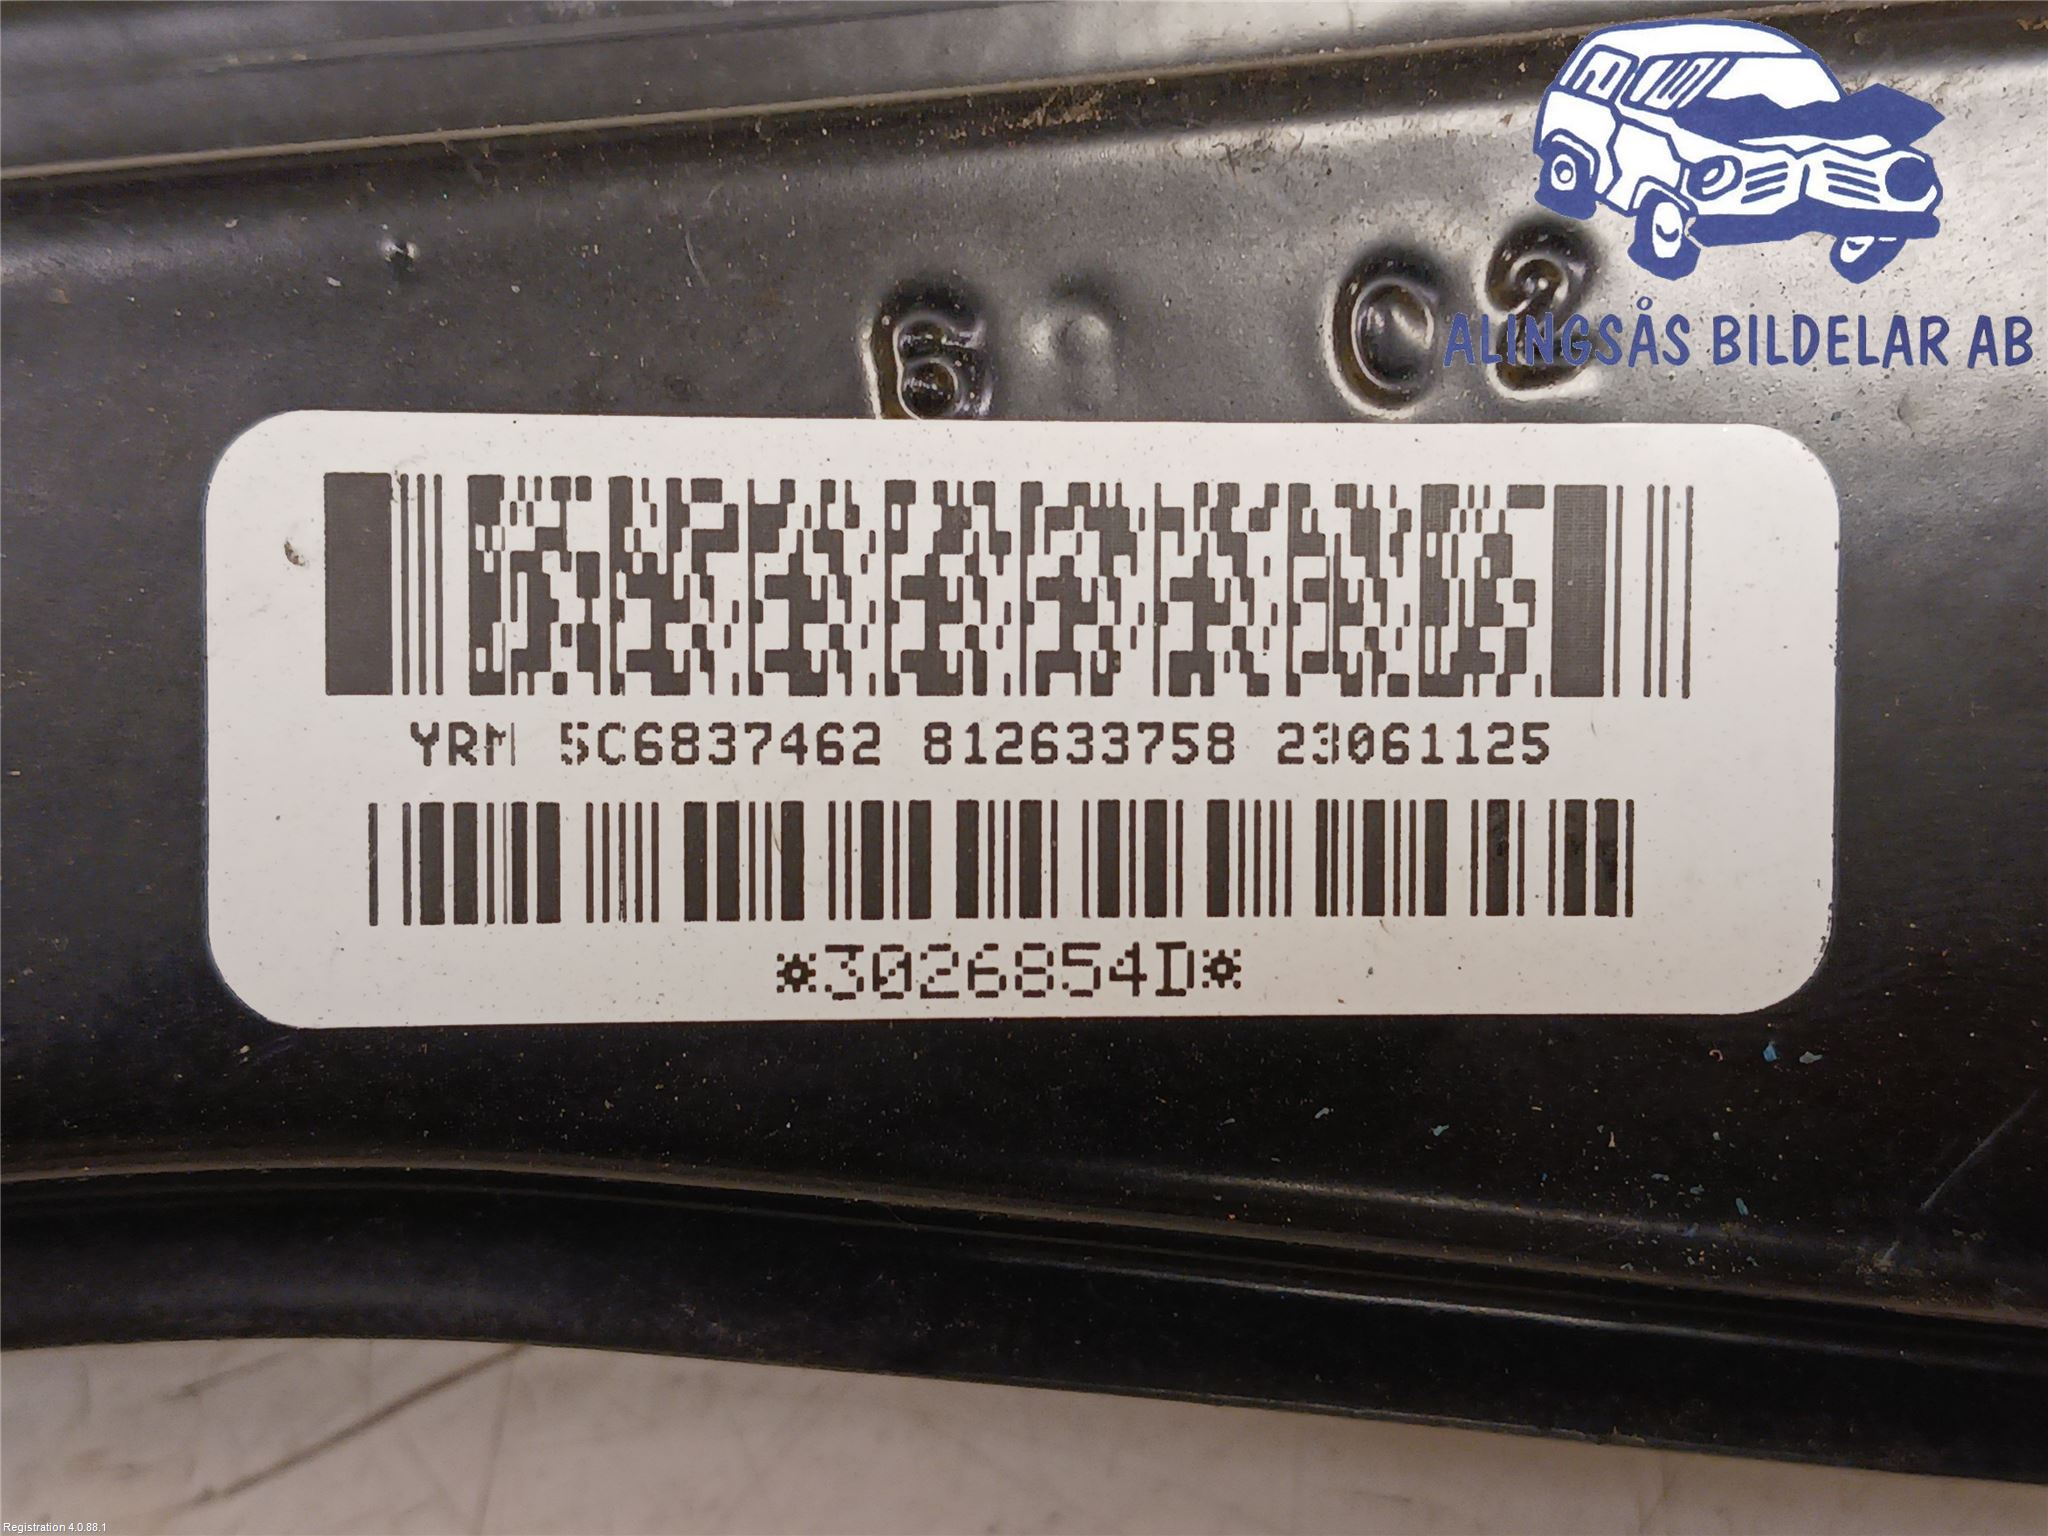 ALINGSÅS BILDELAR AB
YRM 5C6837462 812633758 23061125
*3026854D*
Registration 4.0.88.1